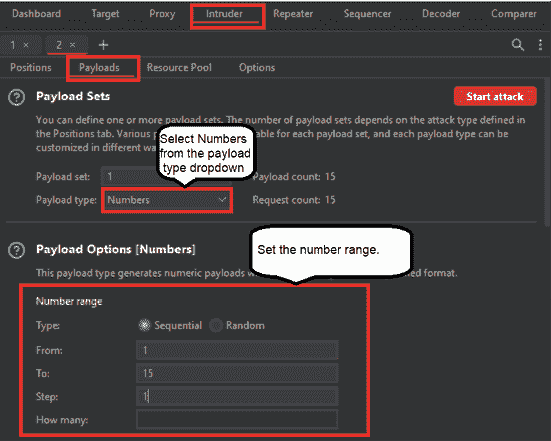 Dashboard Target Proxy Intruder Repeater Sequencer Decoder Comparer
1 × 2 × +
Positions Payloads Resource Pool Options
? Payload Sets Start attack
You can define one or more payload sets. The number of payload sets depends on the attack type defined in
the Positions tab. Various p able for each payload set, and each payload type can be
customized in different wa
Select Numbers
from the payload
type dropdown
Payload set: 1 Payload count: 15
Payload type: Numbers Request count: 15
? Payload Options [Numbers]
Set the number range.
This payload type generates numeric payloads w ed format.
Number range
Type: Sequential Random
From: 1
To: 15
Step: 1
How many: